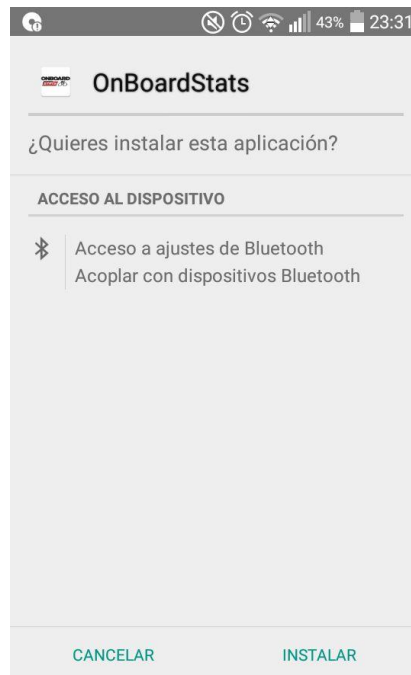 43% 23:31
OnBoardStats
¿Quieres instalar esta aplicación?
ACCESO AL DISPOSITIVO
Acceso a ajustes de Bluetooth
Acoplar con dispositivos Bluetooth
CANCELAR INSTALAR